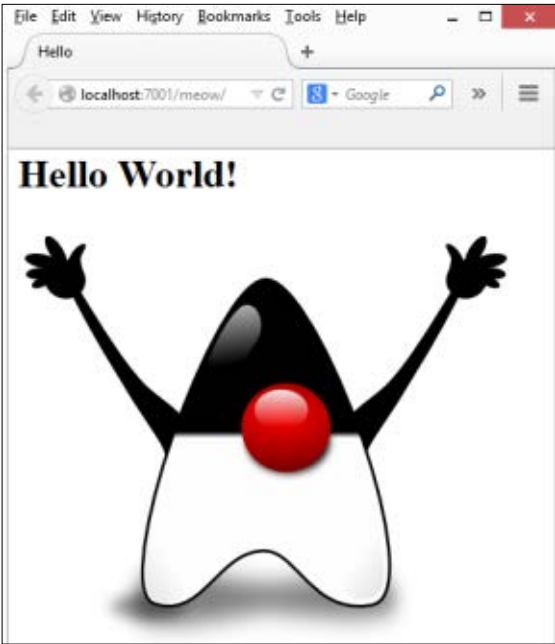 File Edit View History Bookmarks Tools Help
Hello
localhost:7001/meow/ Google
Hello World!